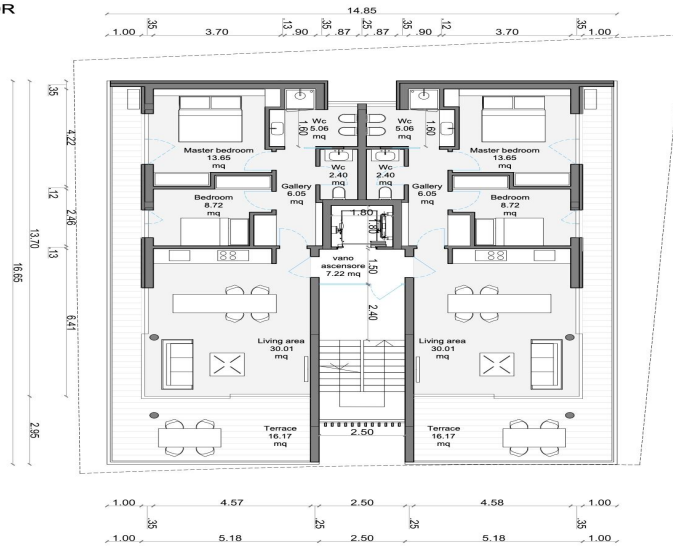 OR
14.85
1.00 .35 3.70 .13 .90 .35 .87 .25 .87 .35 .90 .12 3.70 .35 1.00
16.65
13.70
2.95
.35
4.22
.12
2.46
.13
6.41
Wc
5.06
mq
Wc
5.06
mq
1.60
1.60
Master bedroom
13.65
mq
Master bedroom
13.65
mq
Wc
2.40
mq
Wc
2.40
mq
Gallery
6.05
mq
Gallery
6.05
mq
Bedroom
8.72
mq
Bedroom
8.72
mq
1.80
1.80
vano
ascensore
7.22 mq
1.50
2.40
Living area
30.01
mq
Living area
30.01
mq
Terrace
16.17
mq
Terrace
16.17
mq
2.50
1.00 .35 4.57 .25 2.50 .25 4.58 .35 1.00
1.00 5.18 2.50 5.18 1.00